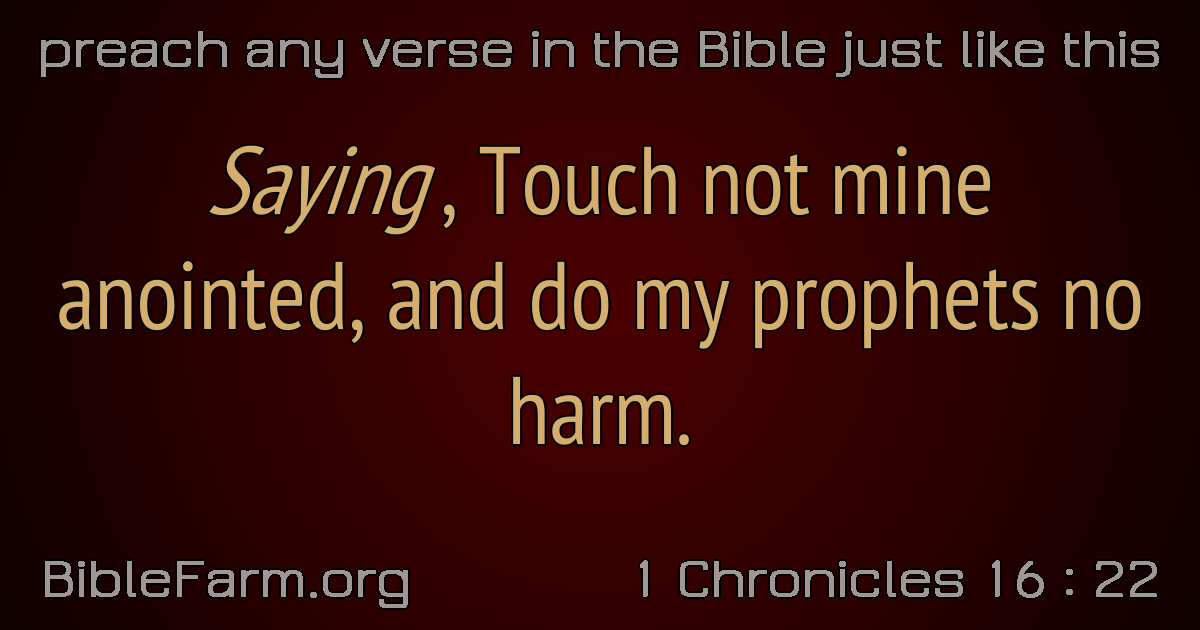 preach any verse in the Bible just like this
Saying, Touch not mine
anointed, and do my prophets no
harm.
BibleFarm.org
1 Chronicles 16 : 22